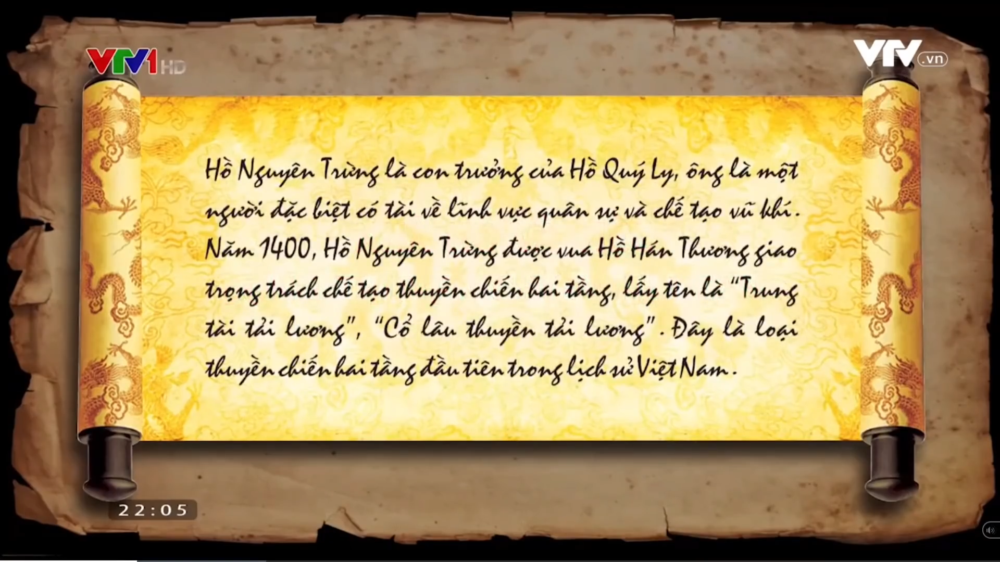 VTV1 HD
VTV.vn
Hồ Nguyên Trừng là con trưởng của Hồ Quý Ly, ông là một
người đặc biệt có tài về lĩnh vực quân sự và chế tạo vũ khí.
Năm 1400, Hồ Nguyên Trừng được vua Hồ Hán Thương giao
trọng trách chế tạo thuyền chiến hai tầng, lấy tên là “Trung
tài tải lương”, “Cổ lâu thuyền tải lương”. Đây là loại
thuyền chiến hai tầng đầu tiên trong lịch sử Việt Nam.
22:05